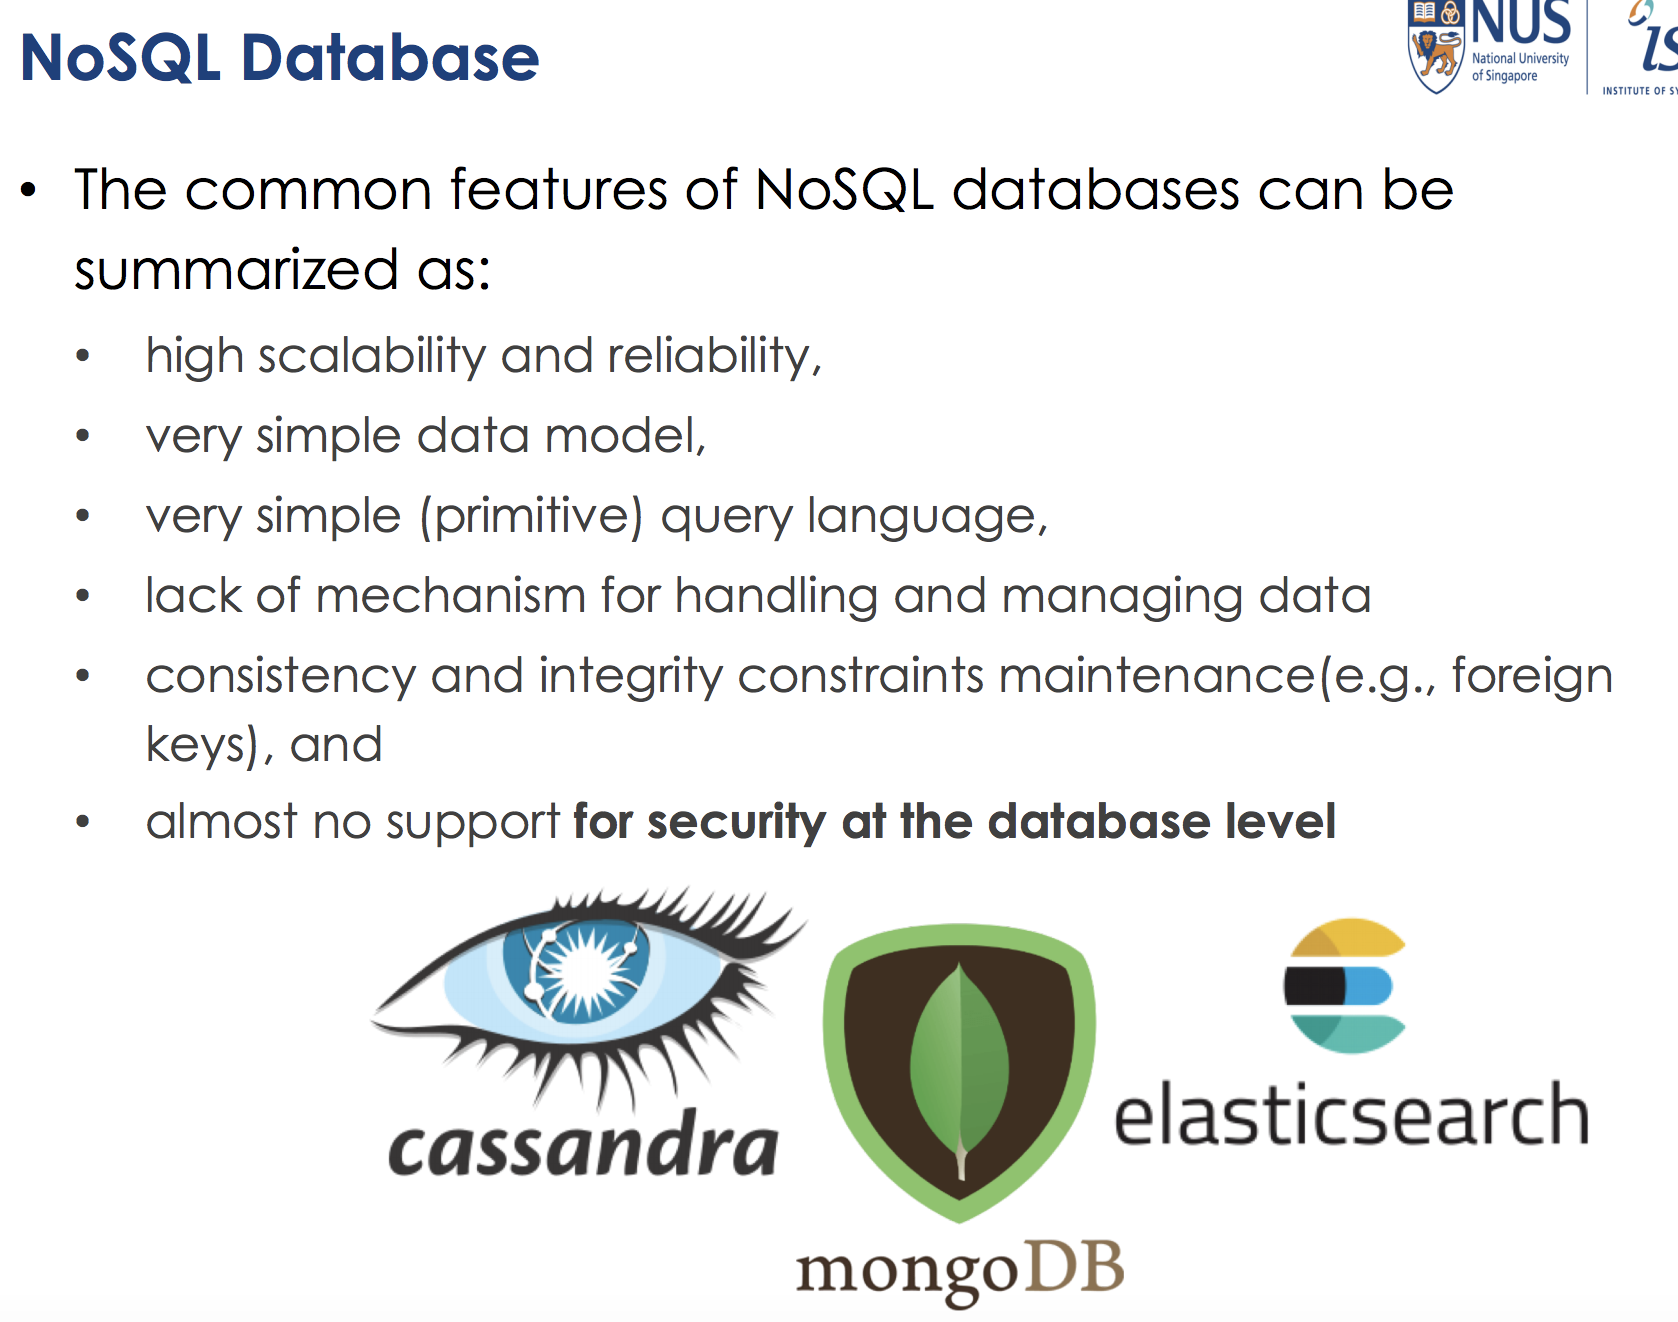 NoSQL Database
NUS
National University
of Singapore
INSTITUTE OF
• The common features of NoSQL databases can be
summarized as:
• high scalability and reliability,
• very simple data model,
• very simple (primitive) query language,
• lack of mechanism for handling and managing data
• consistency and integrity constraints maintenance(e.g., foreign
keys), and
• almost no support for security at the database level
cassandra
elasticsearch
mongoDB